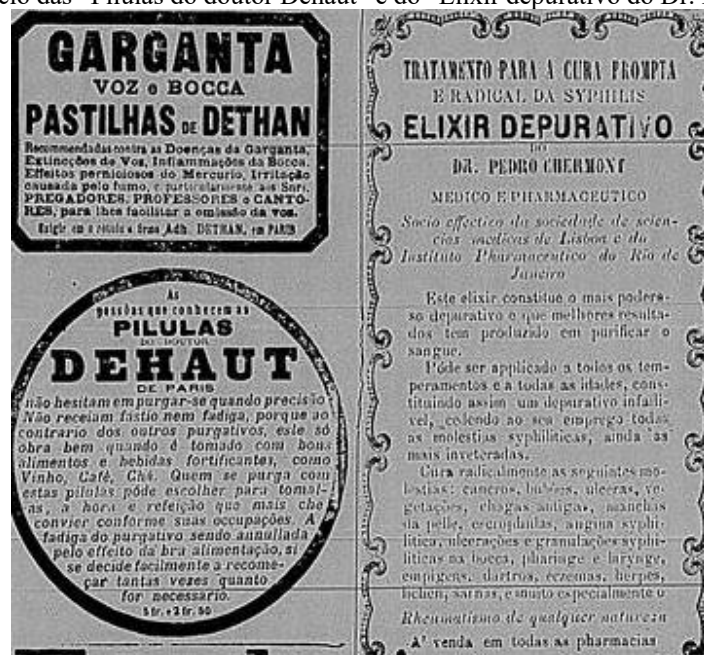 das "Pílulas do doutor Dehaut" e do "Elixir depurativo do Dr.
GARGANTA
VOZ e BOCCA
PASTILHAS DE DETHAN
Recommendadas contra as Doenças da Garganta,
Extincções de Voz, Inflammações da Bocca,
Effeitos perniciosos do Mercurio, Irritação
causada pelo fumo, e particularmente aos Snrs.
PREGADORES, PROFESSORES e CANTO-
RES, para lhes facilitar a emissão da voz.
Exigir em o rotulo a firma Adh. DETHAN, em PARIS
As
pessôas que conhecem as
PILULAS
DO DOUTOR
DEHAUT
DE PARIS
não hesitam em purgar-se quando precisão
Não receiam fastio nem fadiga, porque ao
contrario dos outros purgativos, este só
obra bem quando é tomado com bons
alimentos e bebidas fortificantes, como
Vinho, Café, Chá. Quem se purga com
estas pilulas póde escolher para tomal-
as, a hora e refeição que mais lhe
convier conforme suas occupações. A
fadiga do purgativo sendo annullada
pelo effeito da boa alimentação, si
se decide facilmente a recome-
çar tantas vezes quanto
for necessario.
5 fr. e 2 fr. 50
TRATAMENTO PARA A CURA PROMPTA
E RADICAL DA SYPHILIS
ELIXIR DEPURATIVO
DO
DR. PEDRO CHERMONT
MEDICO E PHARMACEUTICO
Socio effectivo da sociedade de scien-
cias medicas de Lisboa e do
Instituto Pharmaceutico do Rio de
Janeiro
Este elixir constitue o mais podero-
so depurativo e que melhores resulta-
dos tem produzido em purificar o
sangue.
Póde ser applicado a todos os tem-
peramentos e a todas as idades, cons-
tituindo assim um depurativo infalli-
vel, cedendo ao seu emprego todas
as molestias syphiliticas, ainda as
mais inveteradas.
Cura radicalmente as seguintes mo-
lestias: cancros, bubões, ulceras, ve-
getações, chagas antigas, manchas
da pelle, escrophulas, angina syphi-
litica, ulcerações e granulações syphi-
liticas na bocca, pharinge e larynge,
empigens, dartros, eczemas, herpes,
lichen, sarnas, e muito especialmente o
Rheumatismo de qualquer natureza
A' venda em todas as pharmacias